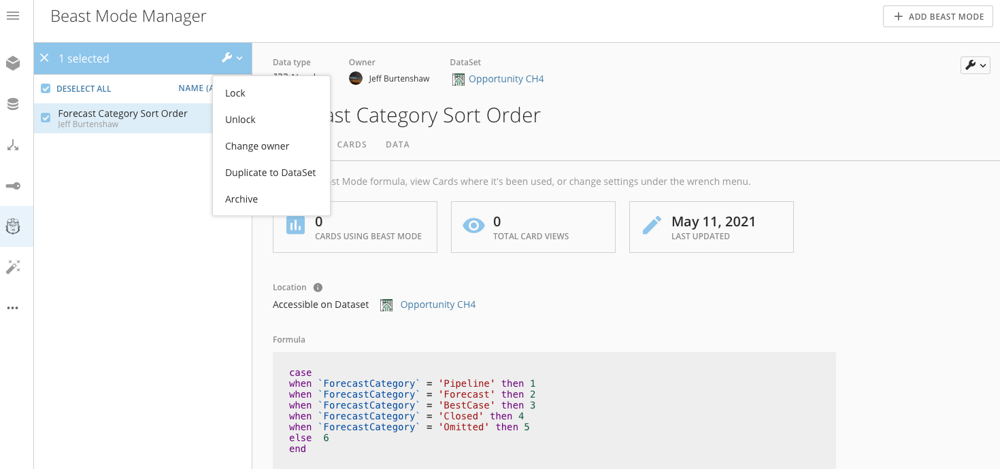 Beast Mode Manager
ADD BEAST MODE
1 selected
DESELECT ALL
NAME (A
Forecast Category Sort Order
Jeff Burtenshaw
Lock
Unlock
Change owner
Duplicate to DataSet
Archive
Data type
Owner
DataSet
Jeff Burtenshaw
Opportunity CH4
ast Category Sort Order
CARDS
DATA
st Mode formula, view Cards where it's been used, or change settings under the wrench menu.
0
CARDS USING BEAST MODE
0
TOTAL CARD VIEWS
May 11, 2021
LAST UPDATED
Location
Accessible on Dataset
Opportunity CH4
Formula
case
when `ForecastCategory` = 'Pipeline' then 1
when `ForecastCategory` = 'Forecast' then 2
when `ForecastCategory` = 'BestCase' then 3
when `ForecastCategory` = 'Closed' then 4
when `ForecastCategory` = 'Omitted' then 5
else  6
end